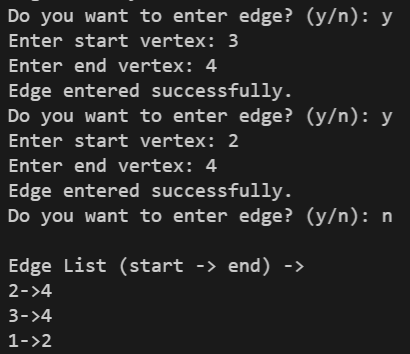 Do you want to enter edge? (y/n): y
Enter start vertex: 3
Enter end vertex: 4
Edge entered successfully.
Do you want to enter edge? (y/n): y
Enter start vertex: 2
Enter end vertex: 4
Edge entered successfully.
Do you want to enter edge? (y/n): n
Edge List (start -> end) ->
2->4
3->4
1->2